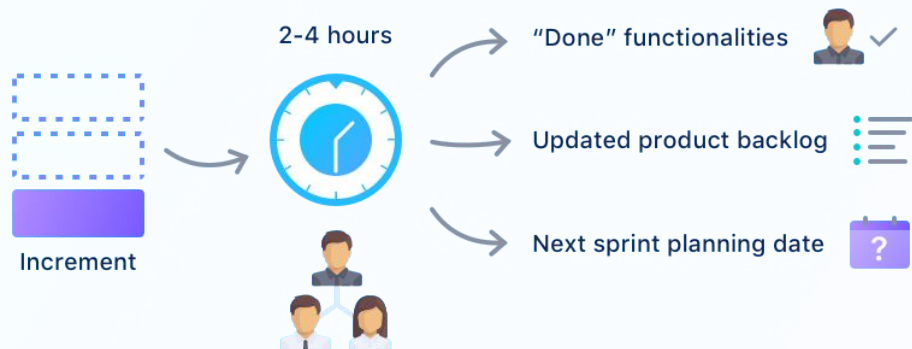 2-4 hours
“Done” functionalities
Updated product backlog
Next sprint planning date
?
Increment